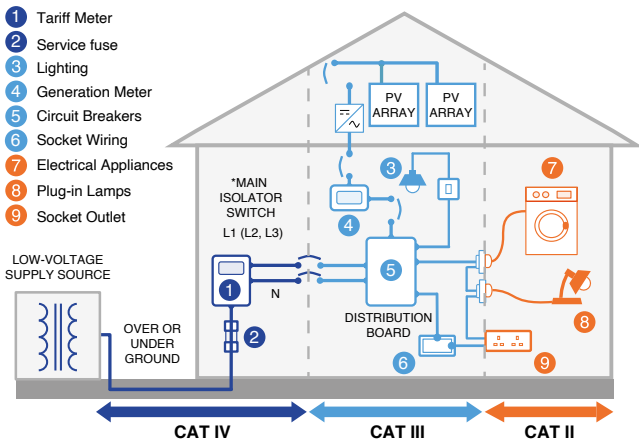 1 Tariff Meter
2 Service fuse
3 Lighting
4 Generation Meter
5 Circuit Breakers
6 Socket Wiring
7 Electrical Appliances
8 Plug-in Lamps
9 Socket Outlet
PV
ARRAY
PV
ARRAY
*MAIN
ISOLATOR
SWITCH
L1 (L2, L3)
3
7
4
LOW-VOLTAGE
SUPPLY SOURCE
1
N
5
8
OVER OR
UNDER
GROUND
2
DISTRIBUTION
BOARD
6
9
CAT IV
CAT III
CAT II